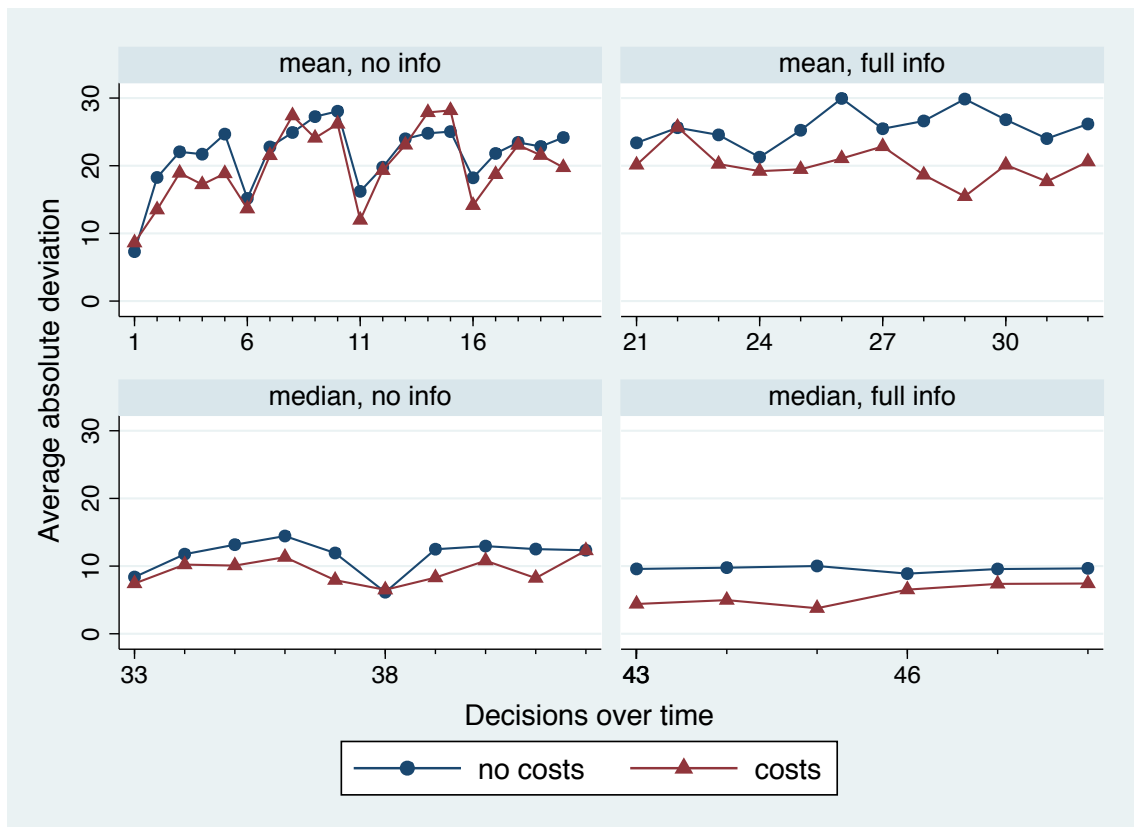 mean, no info
mean, full info
30
20
10
0
1 6 11 16
21 24 27 30
median, no info
median, full info
30
20
10
0
33 38
43 46
Average absolute deviation
Decisions over time
no costs costs